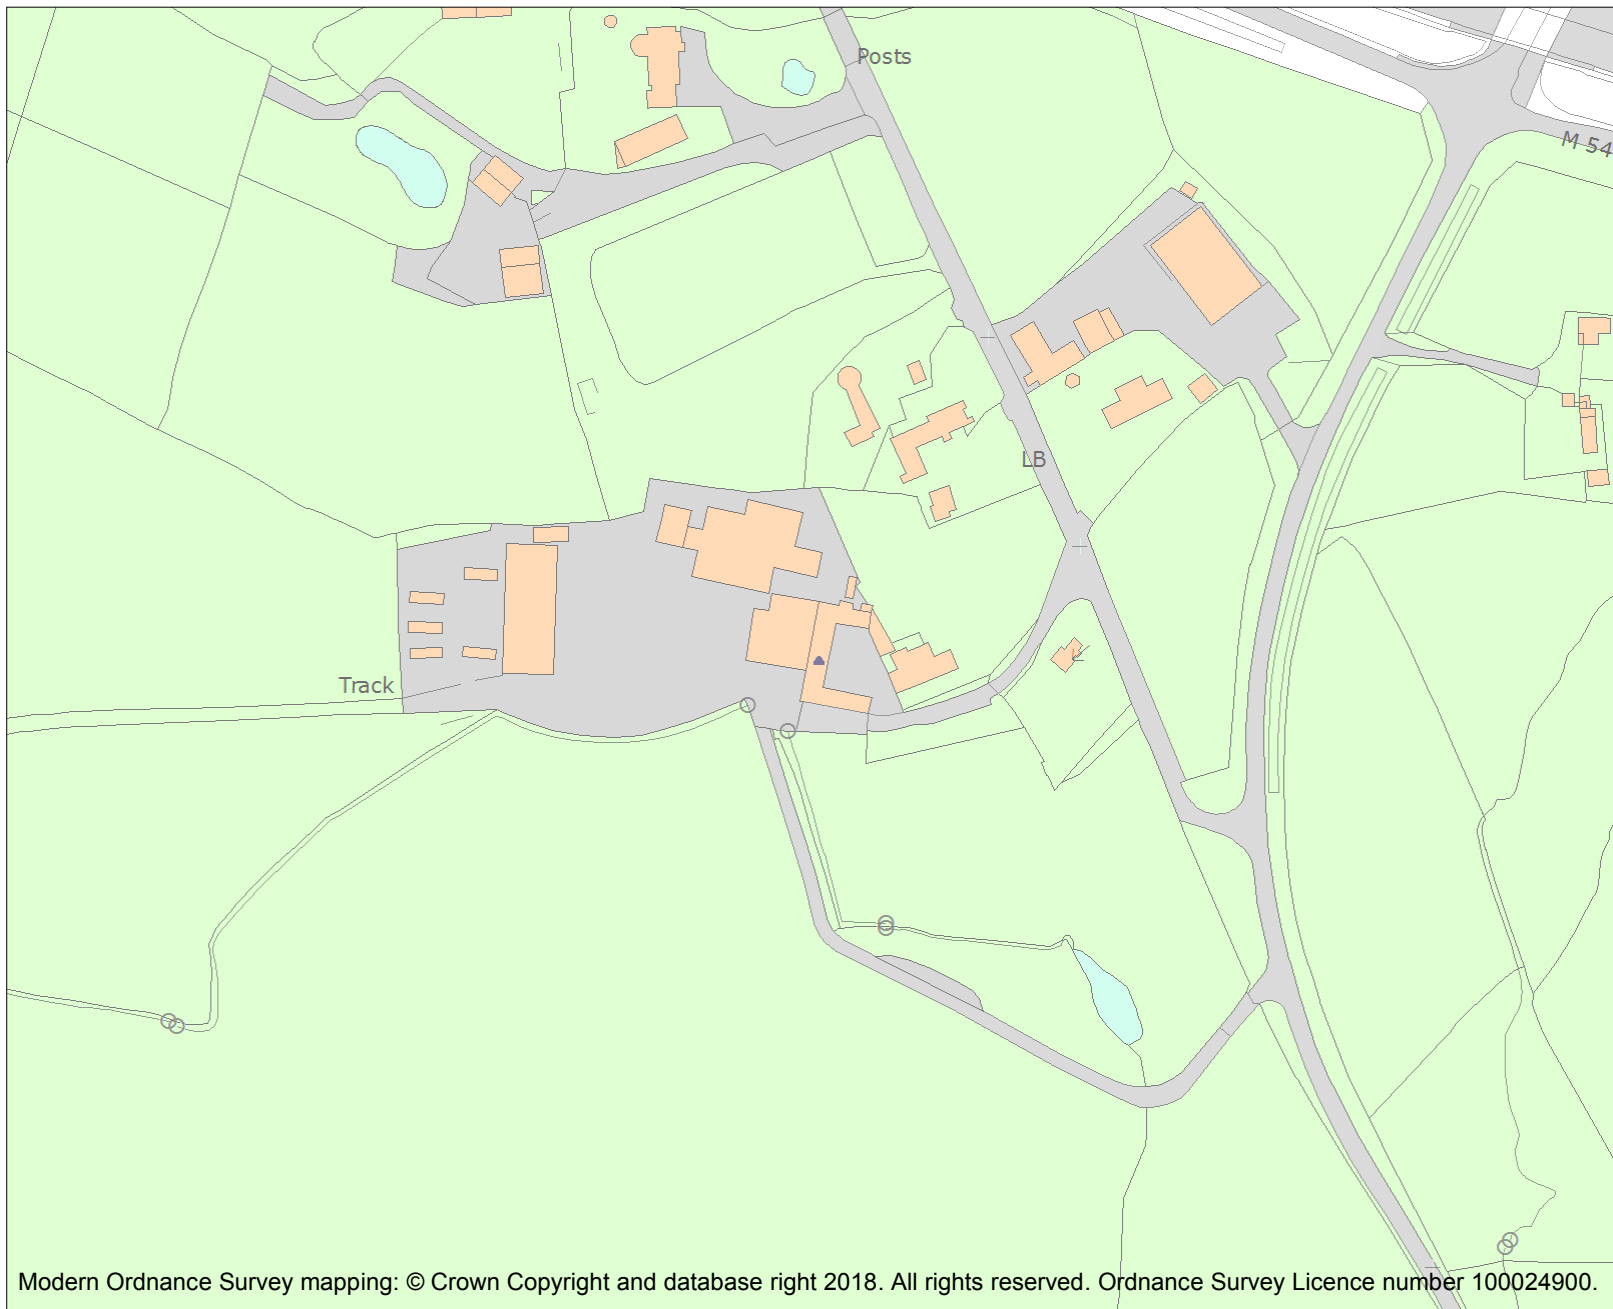 Posts
M 54
LB
Track
Modern Ordnance Survey mapping: © Crown Copyright and database right 2018. All rights reserved. Ordnance Survey Licence number 100024900.